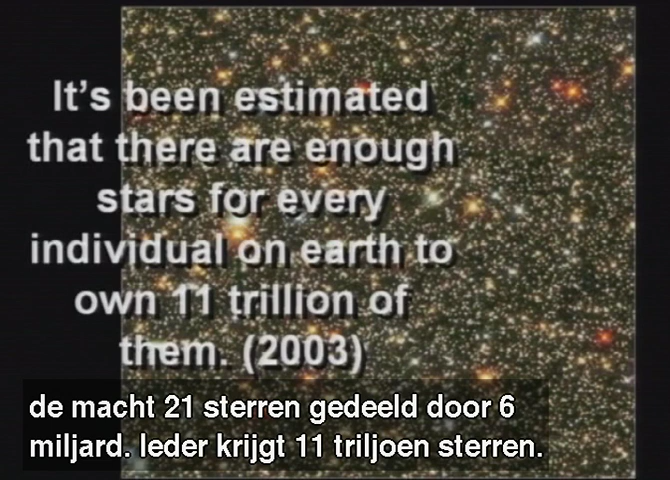 It's been estimated
that there are enough
stars for every
individual on earth to
own 11 trillion of
them. (2003)
de macht 21 sterren gedeeld door 6
miljard. Ieder krijgt 11 triljoen sterren.